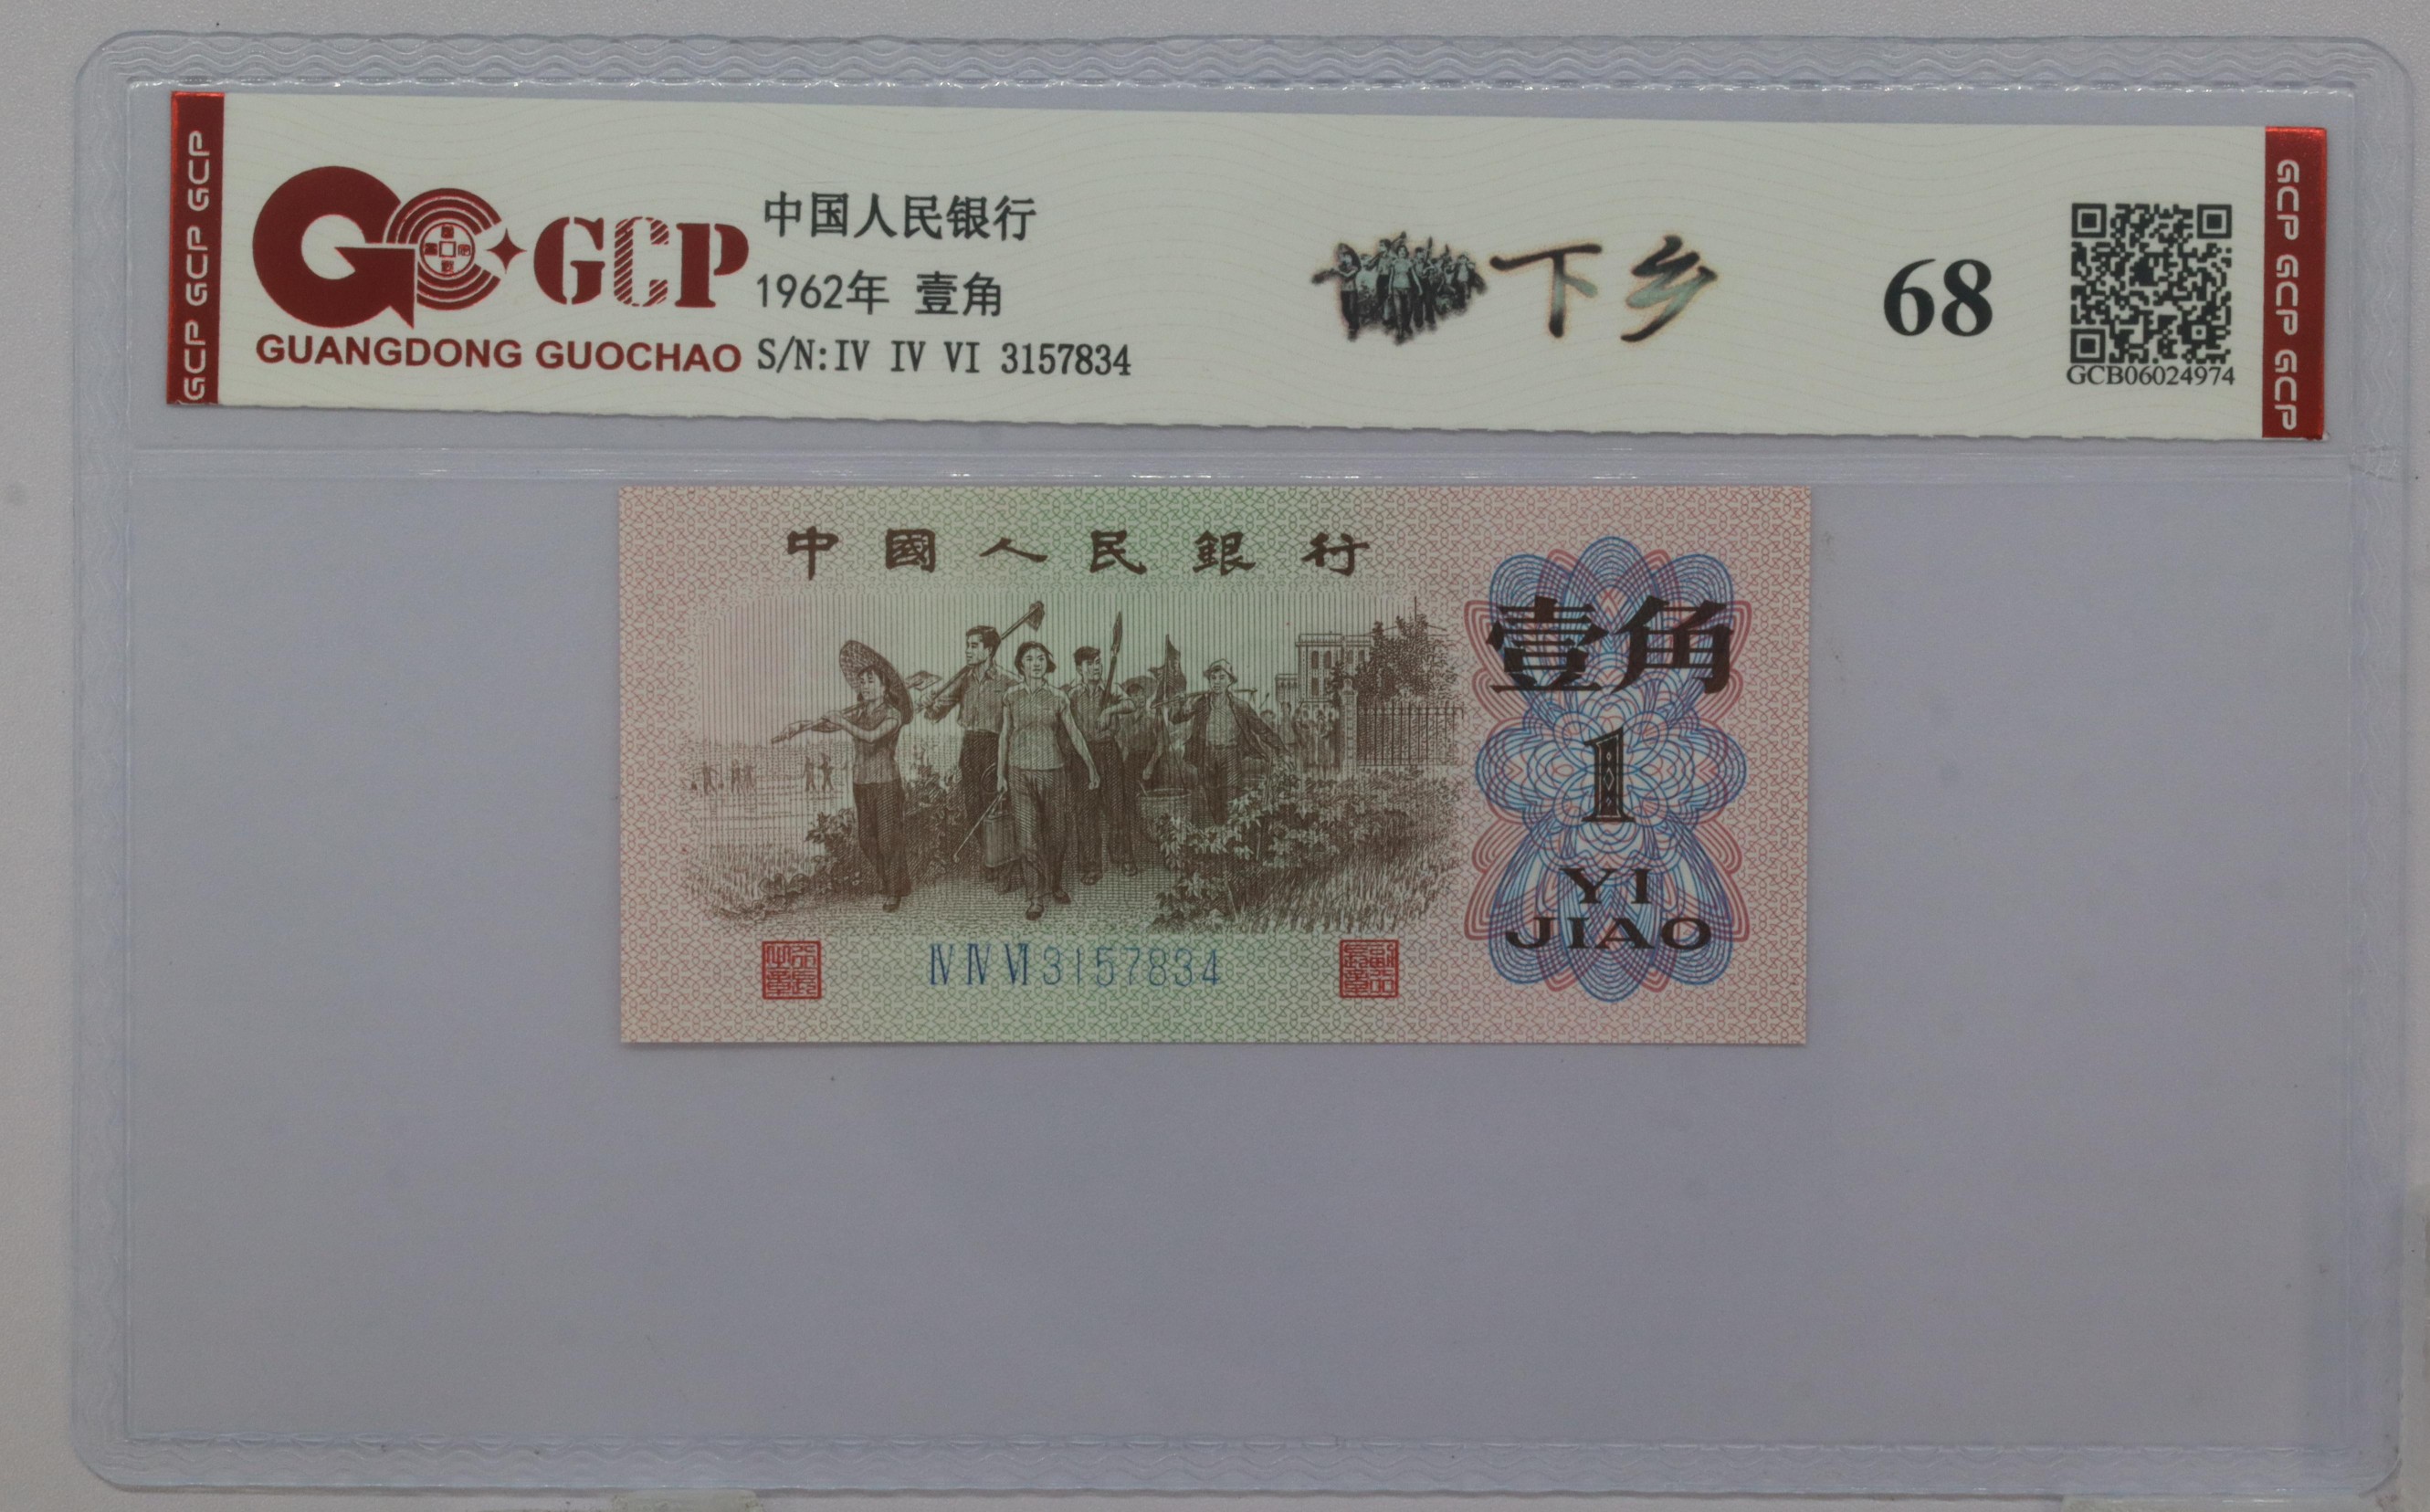 GCP GCP GCP
GCP
GUANGDONG GUOCHAO
中国人民银行
1962年 壹角
S/N:IV IV VI 3157834
下乡
68
GCB06024974
GCP GCP GCP
中國人民銀行
壹角
1
YI
JIAO
IV IV VI 3157834